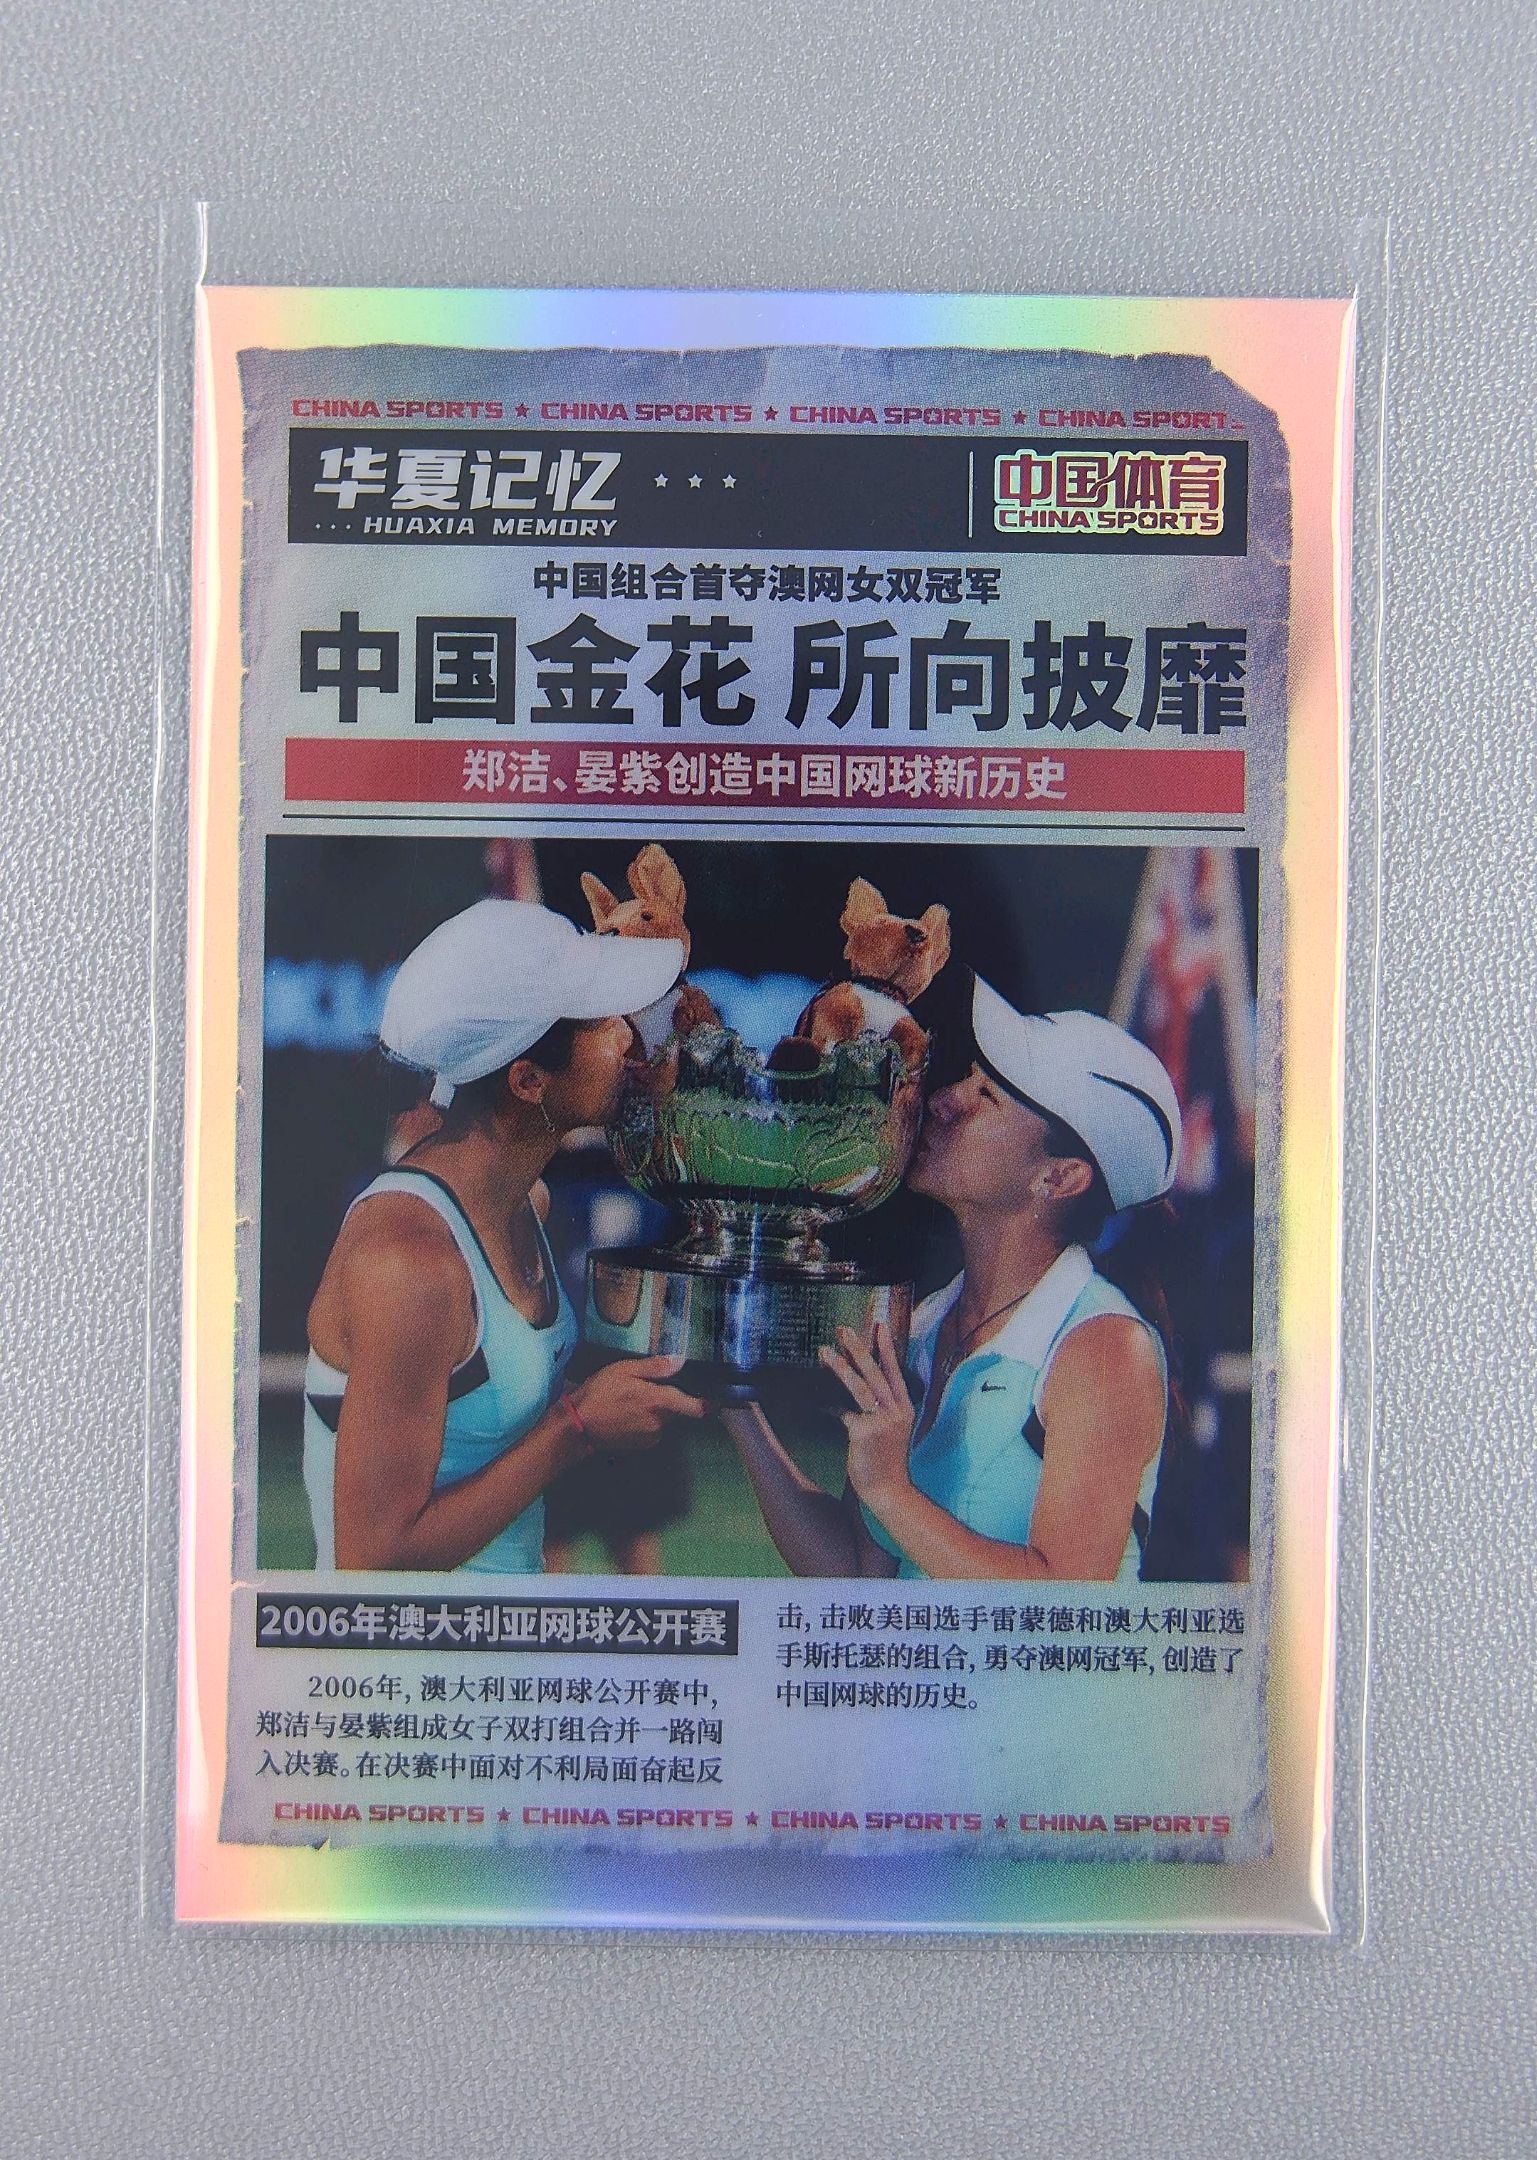 CHINA SPORTS ★ CHINA SPORTS ★ CHINA SPORTS ★ CHINA SPORT
华夏记忆 ★ ★ ★
··· HUAXIA MEMORY
中国体育
CHINA SPORTS
中国组合首夺澳网女双冠军
中国金花 所向披靡
郑洁、晏紫创造中国网球新历史
2006年澳大利亚网球公开赛
2006年,澳大利亚网球公开赛中,
郑洁与晏紫组成女子双打组合并一路闯
入决赛。在决赛中面对不利局面奋起反
击,击败美国选手雷蒙德和澳大利亚选
手斯托瑟的组合,勇夺澳网冠军,创造了
中国网球的历史。
CHINA SPORTS ★ CHINA SPORTS ★ CHINA SPORTS ★ CHINA SPORTS